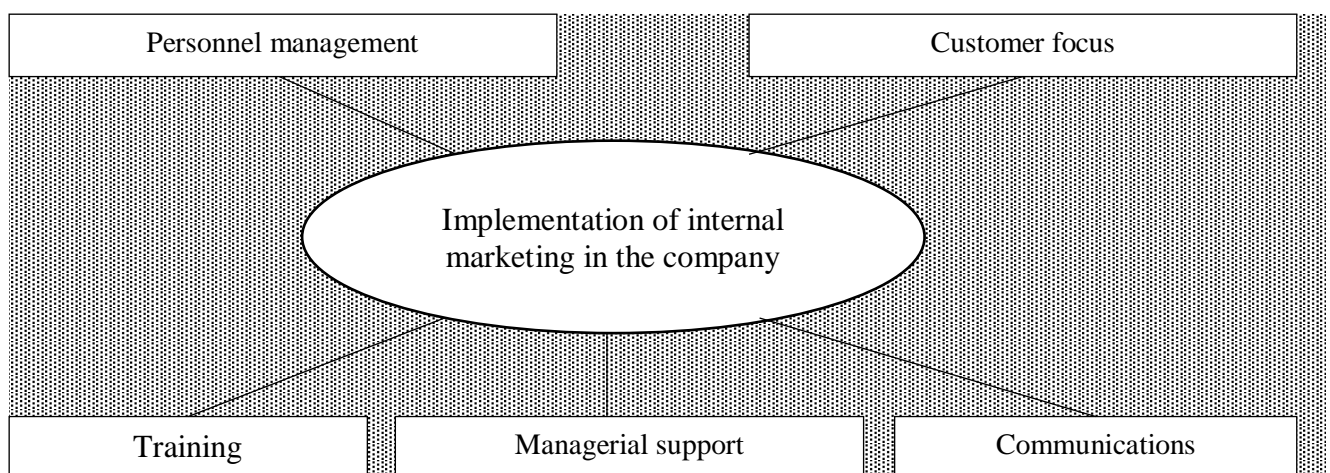 Personnel management
Customer focus
Implementation of internal
marketing in the company
Training
Managerial support
Communications